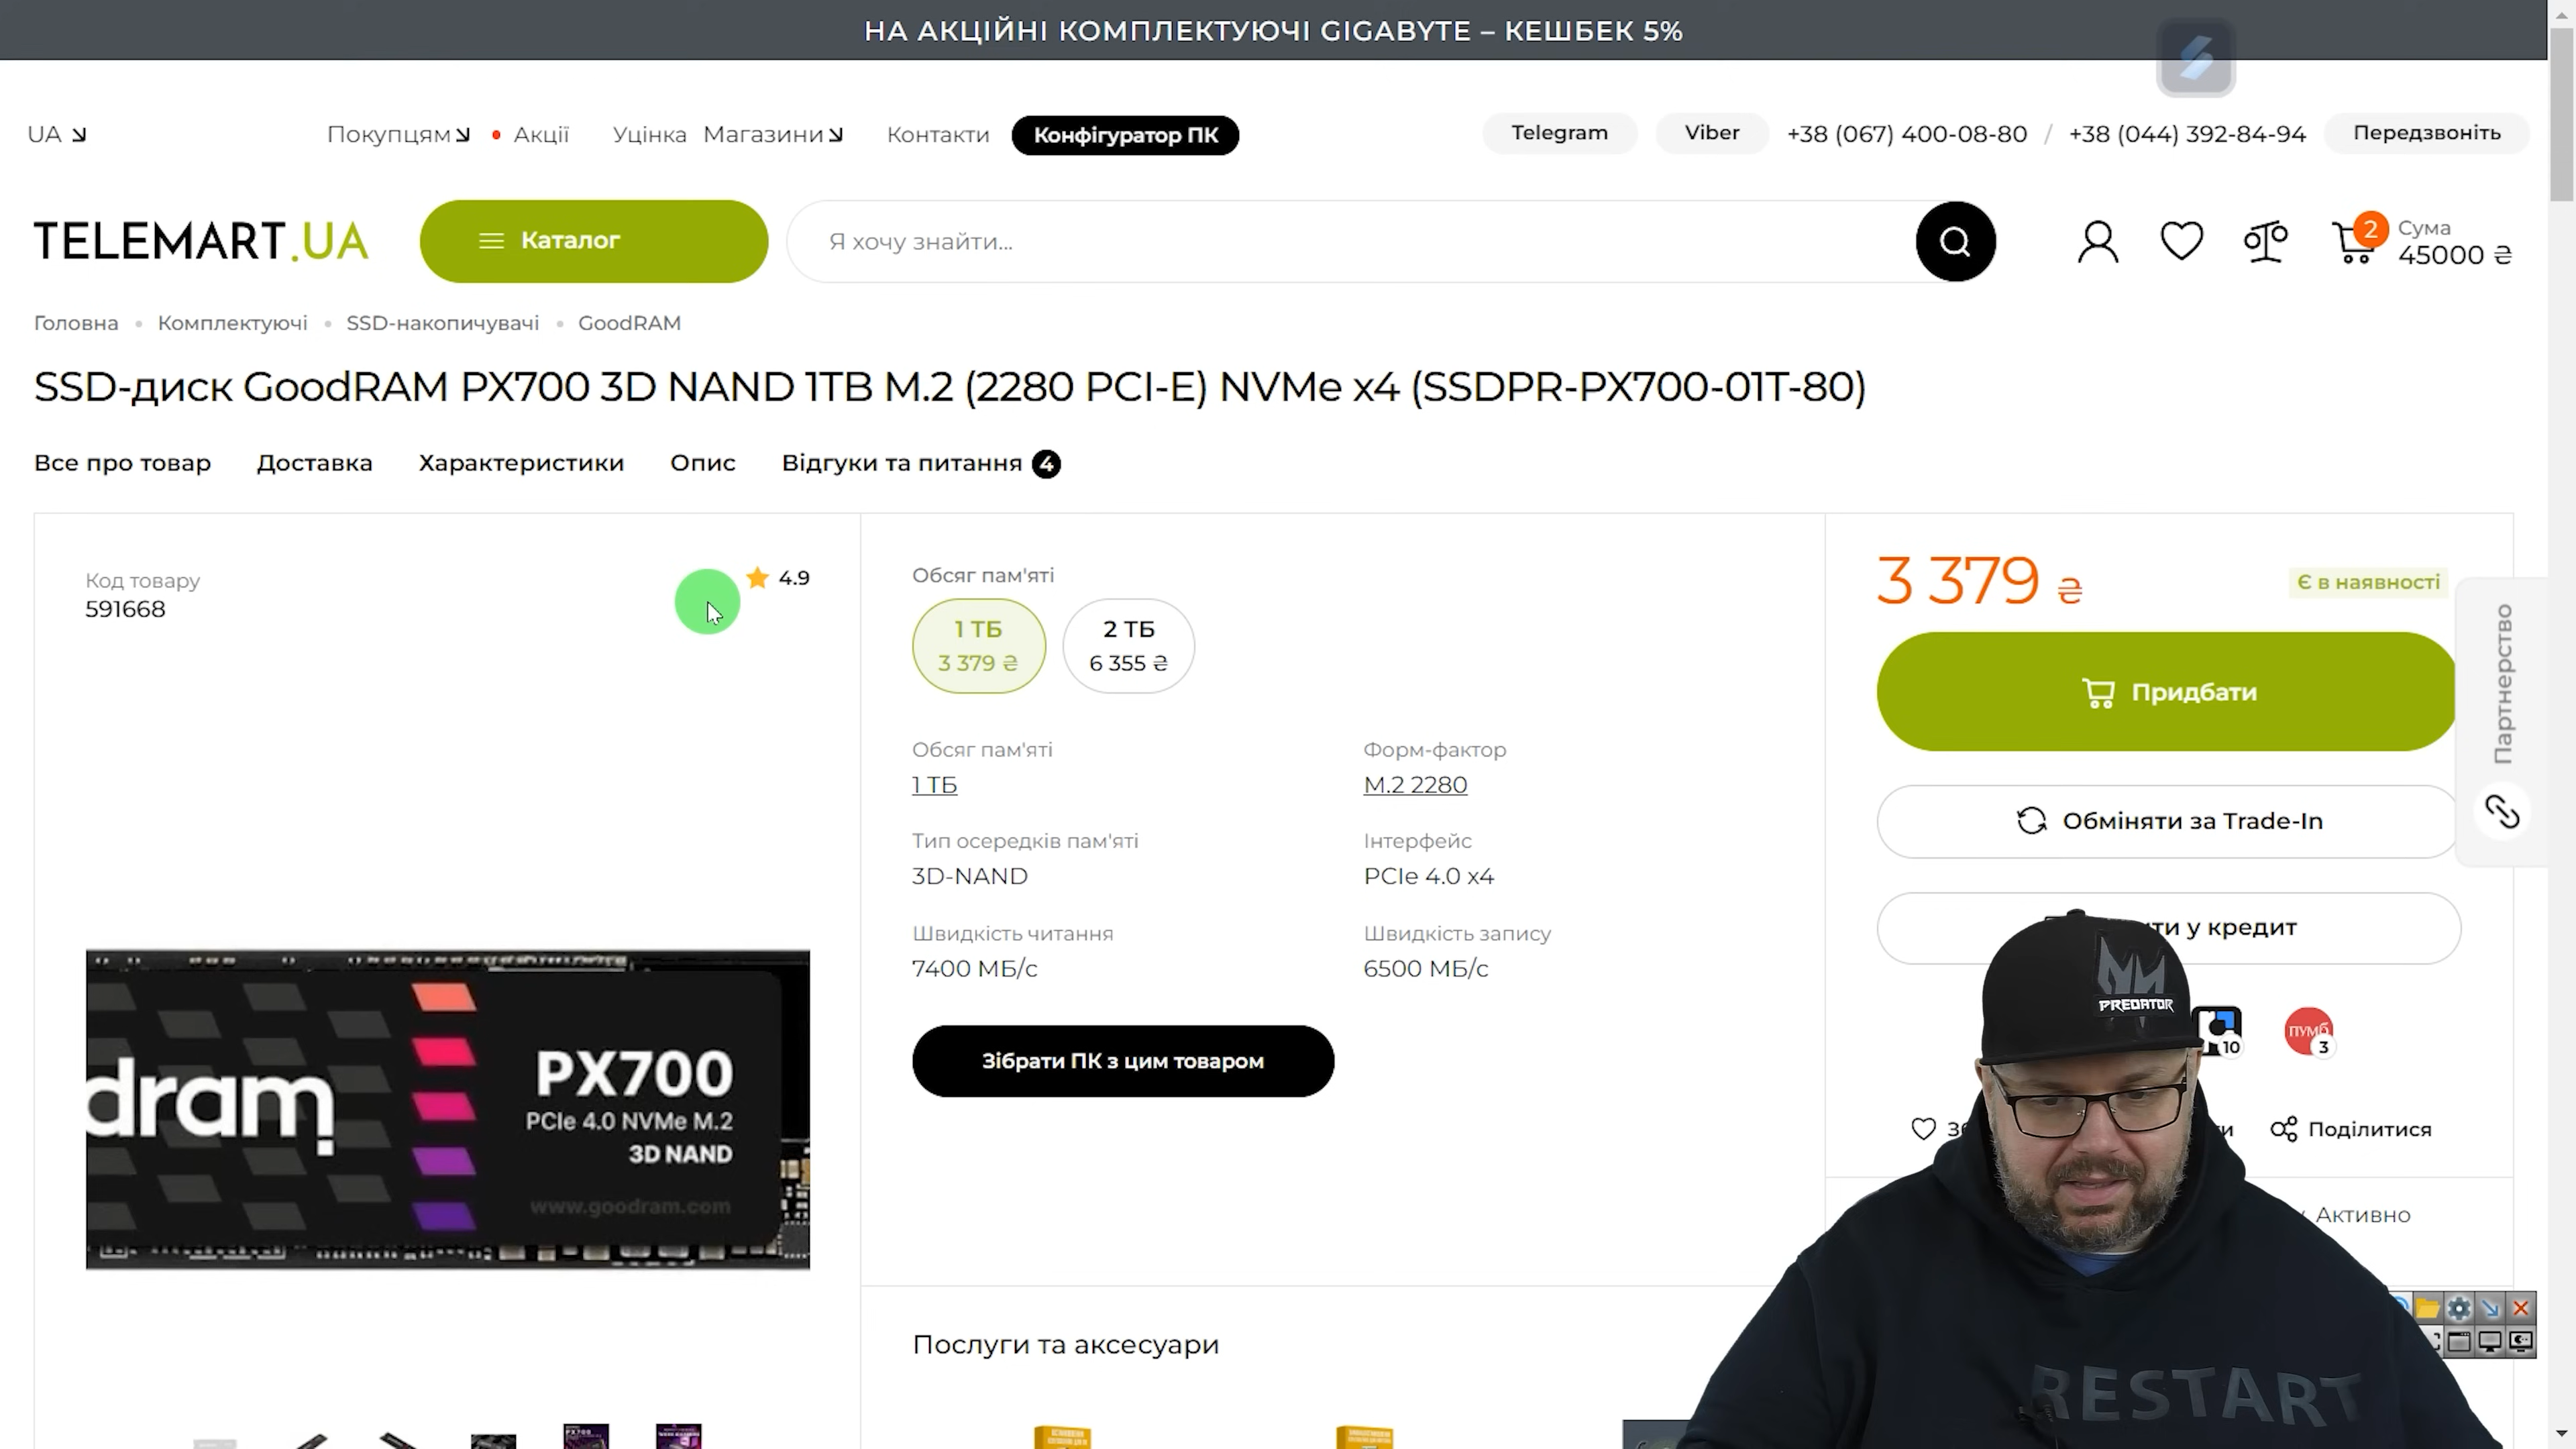 НА АКЦІЙНІ КОМПЛЕКТУЮЧІ GIGABYTE – КЕШБЕК 5%
UA Покупцям Акції Уцінка Магазини Контакти Конфігуратор ПК Telegram Viber +38 (067) 400-08-80 / +38 (044) 392-84-94 Передзвоніть
TELEMART.UA Каталог Я хочу знайти... 2 Сума
45000 ₴
Головна • Комплектуючі • SSD-накопичувачі • GoodRAM
SSD-диск GoodRAM PX700 3D NAND 1TB M.2 (2280 PCI-E) NVMe x4 (SSDPR-PX700-01T-80)
Все про товар Доставка Характеристики Опис Відгуки та питання 4
Код товару
591668
4.9
dram
PX700
PCIe 4.0 NVMe M.2
3D NAND
www.goodram.com
Обсяг пам'яті
1 ТБ
3 379 ₴
2 ТБ
6 355 ₴
Обсяг пам'яті
1 ТБ
Форм-фактор
M.2 2280
Тип осередків пам'яті
3D-NAND
Інтерфейс
PCIe 4.0 x4
Швидкість читання
7400 МБ/с
Швидкість запису
6500 МБ/с
Зібрати ПК з цим товаром
Послуги та аксесуари
3 379 ₴
Є в наявності
Придбати
Обміняти за Trade-In
у кредит
10
ПУМБ
3
Поділитися
Активно
Партнерство
PREDATOR
RESTART